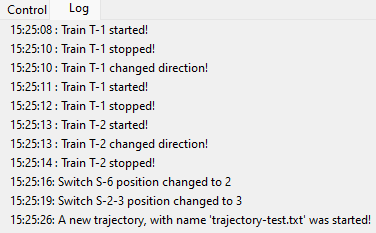 Control Log
15:25:08 : Train T-1 started!
15:25:10 : Train T-1 stopped!
15:25:10 : Train T-1 changed direction!
15:25:11 : Train T-1 started!
15:25:12 : Train T-1 stopped!
15:25:13 : Train T-2 started!
15:25:13 : Train T-2 changed direction!
15:25:14 : Train T-2 stopped!
15:25:16: Switch S-6 position changed to 2
15:25:19: Switch S-2-3 position changed to 3
15:25:26: A new trajectory, with name 'trajectory-test.txt' was started!